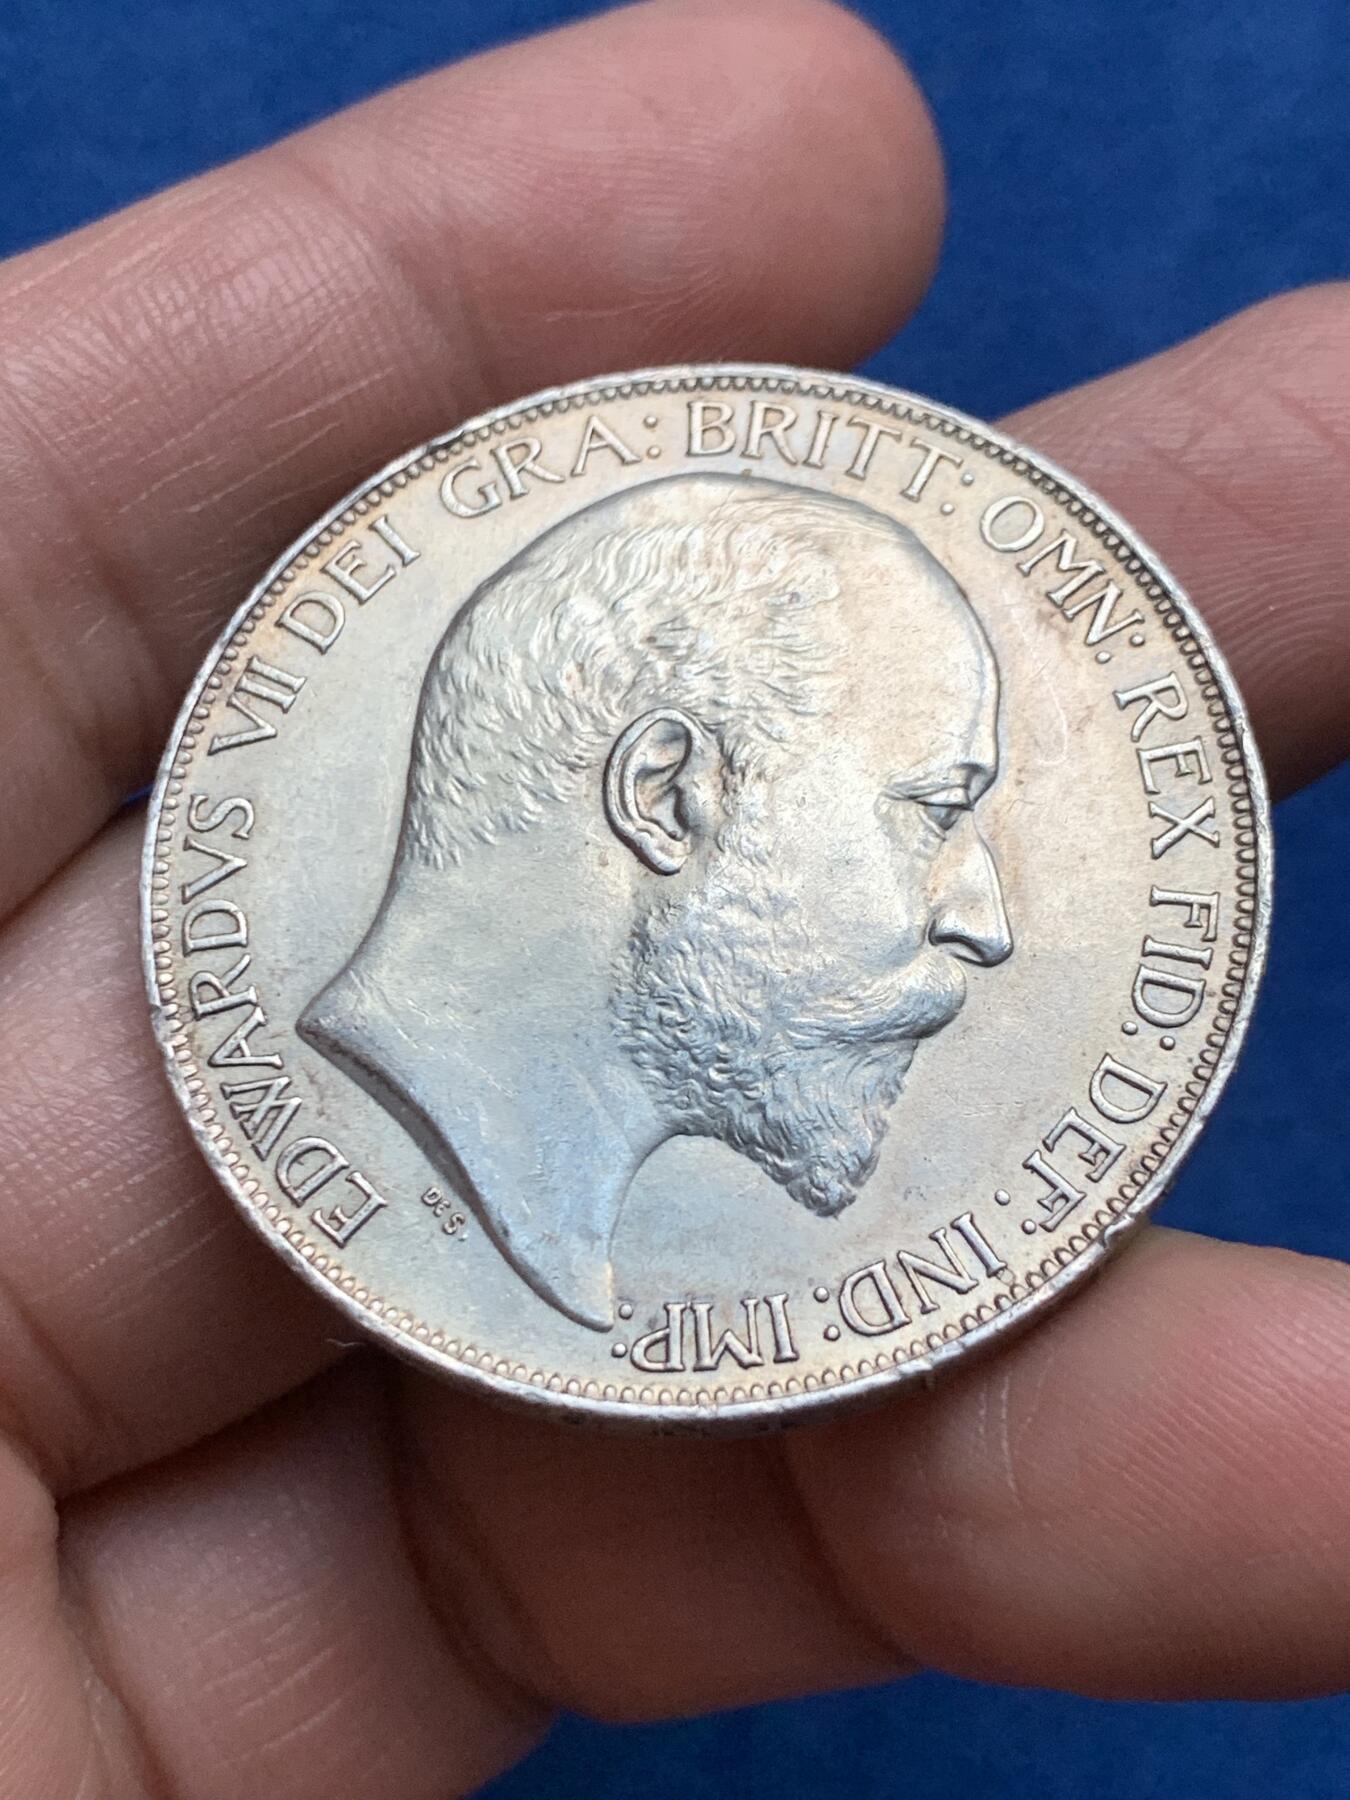 EDWARDVS VII DEI GRA: BRITT: OMN: REX FID: DEF: IND: IMP:
DE S.